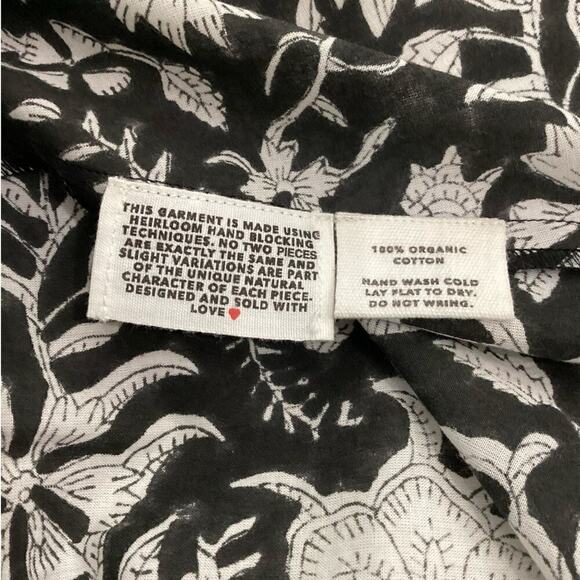 THIS GARMENT IS MADE USING
HEIRLOOM HAND BLOCKING
TECHNIQUES. NO TWO PIECES
ARE EXACTLY THE SAME AND
SLIGHT VARIATIONS ARE PART
OF THE UNIQUE NATURAL
CHARACTER OF EACH PIECE.
DESIGNED AND SOLD WITH
LOVE ♥
100% ORGANIC
COTTON
HAND WASH COLD
LAY FLAT TO DRY.
DO NOT WRING.